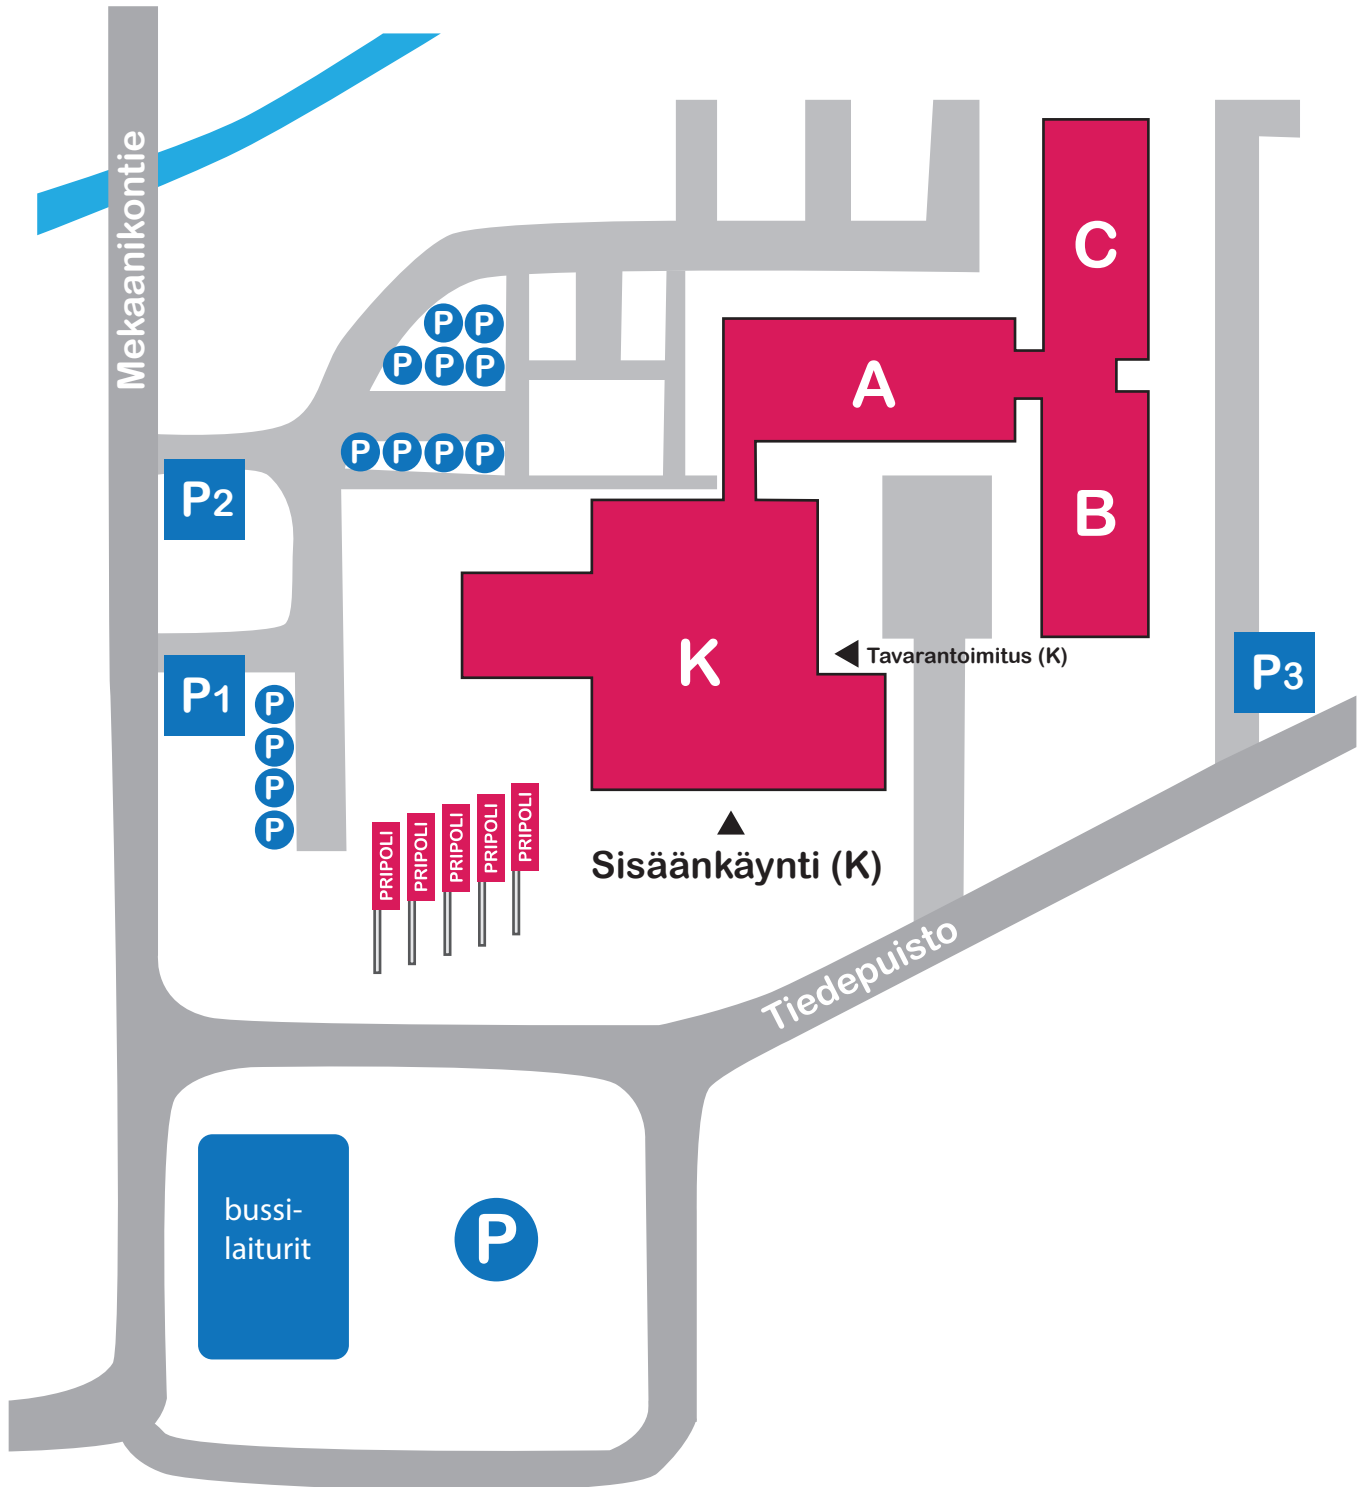 Mekaanikontie
C
P P
P P P
A
P P P P
P2
B
K
Tavarantoimitus (K)
P3
P1
P
P
P
P
PRIPOLI
PRIPOLI
PRIPOLI
PRIPOLI
PRIPOLI
Sisäänkäynti (K)
Tiedepuisto
bussi-
laiturit
P